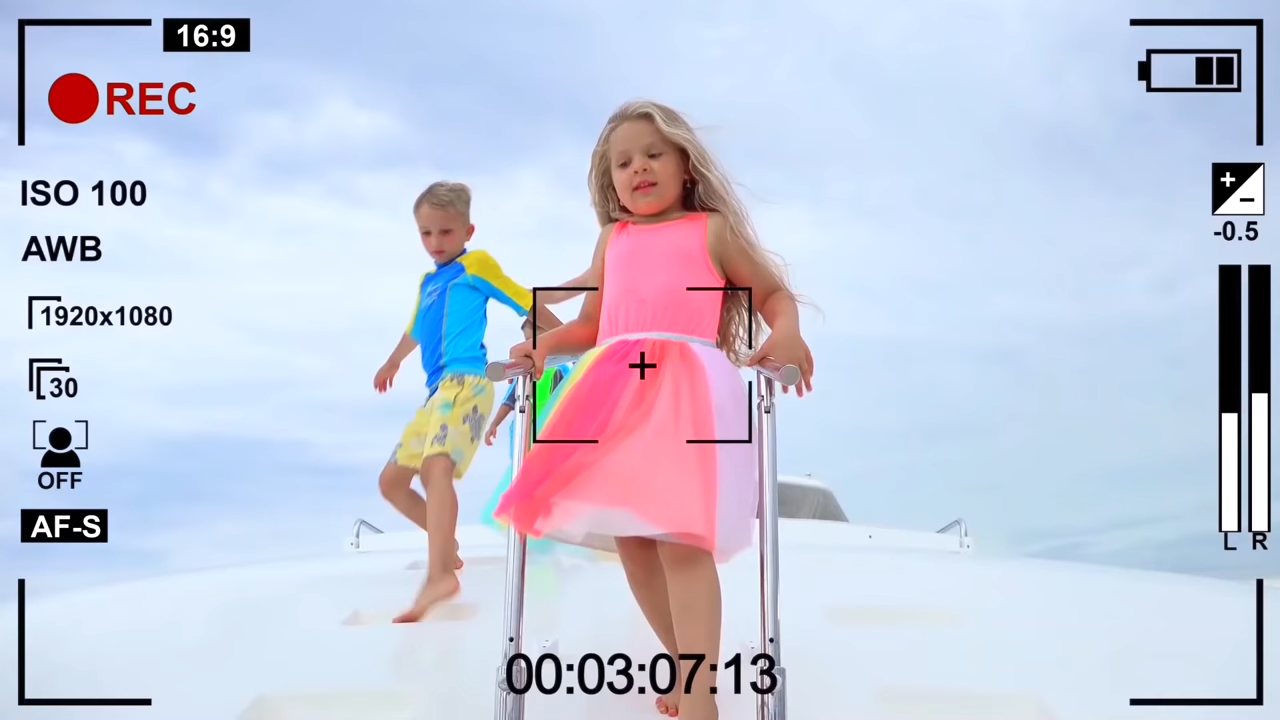 16:9
REC
ISO 100
AWB
1920x1080
30
OFF
AF-S
+
-
-0.5
L R
00:03:07:13